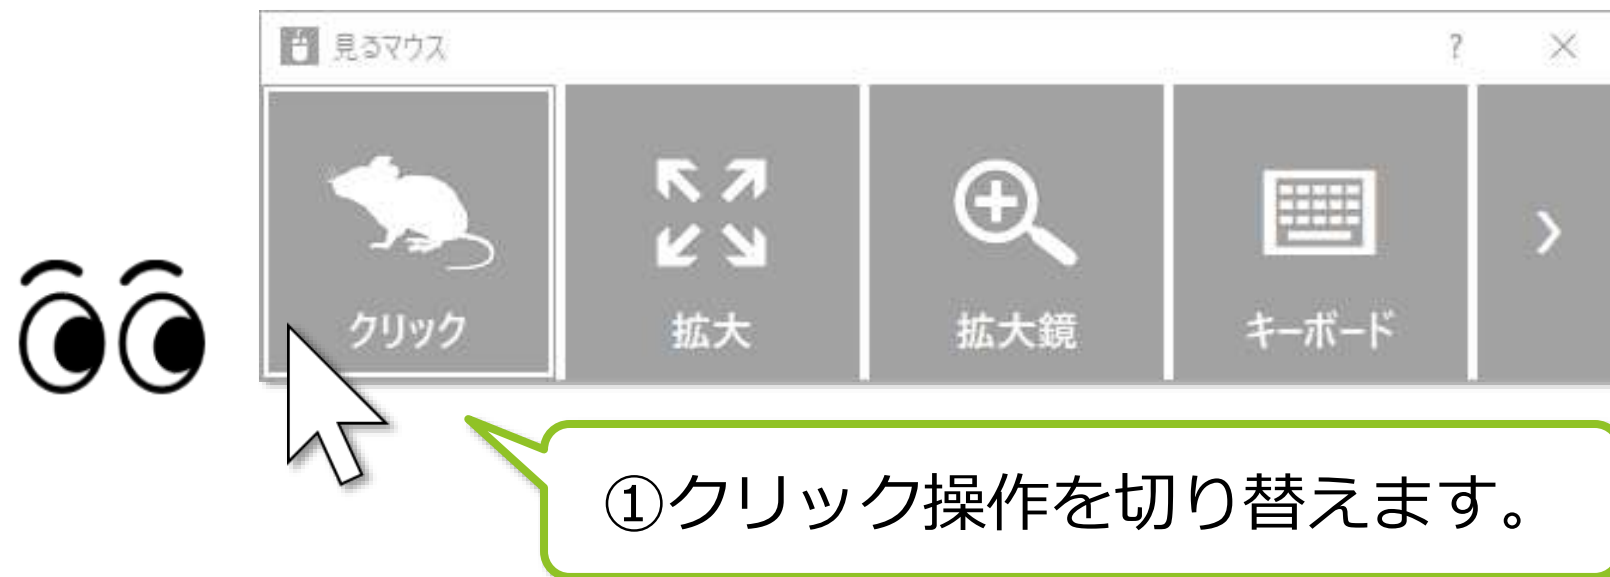 見るマウス ? ×
クリック 拡大 拡大鏡 キーボード
①クリック操作を切り替えます。